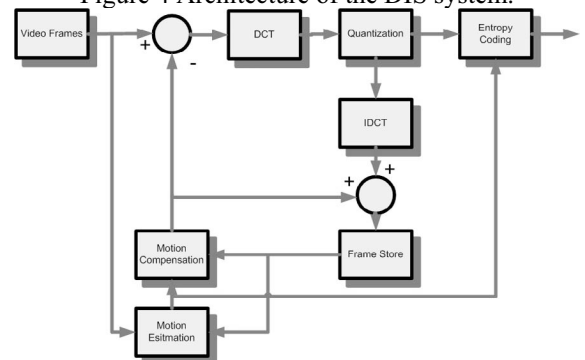 Figure 4 Architecture of the DIS system.
Video Frames
+
-
DCT
Quantization
Entropy
Coding
IDCT
+
+
Motion
Compensation
Frame Store
Motion
Esitmation